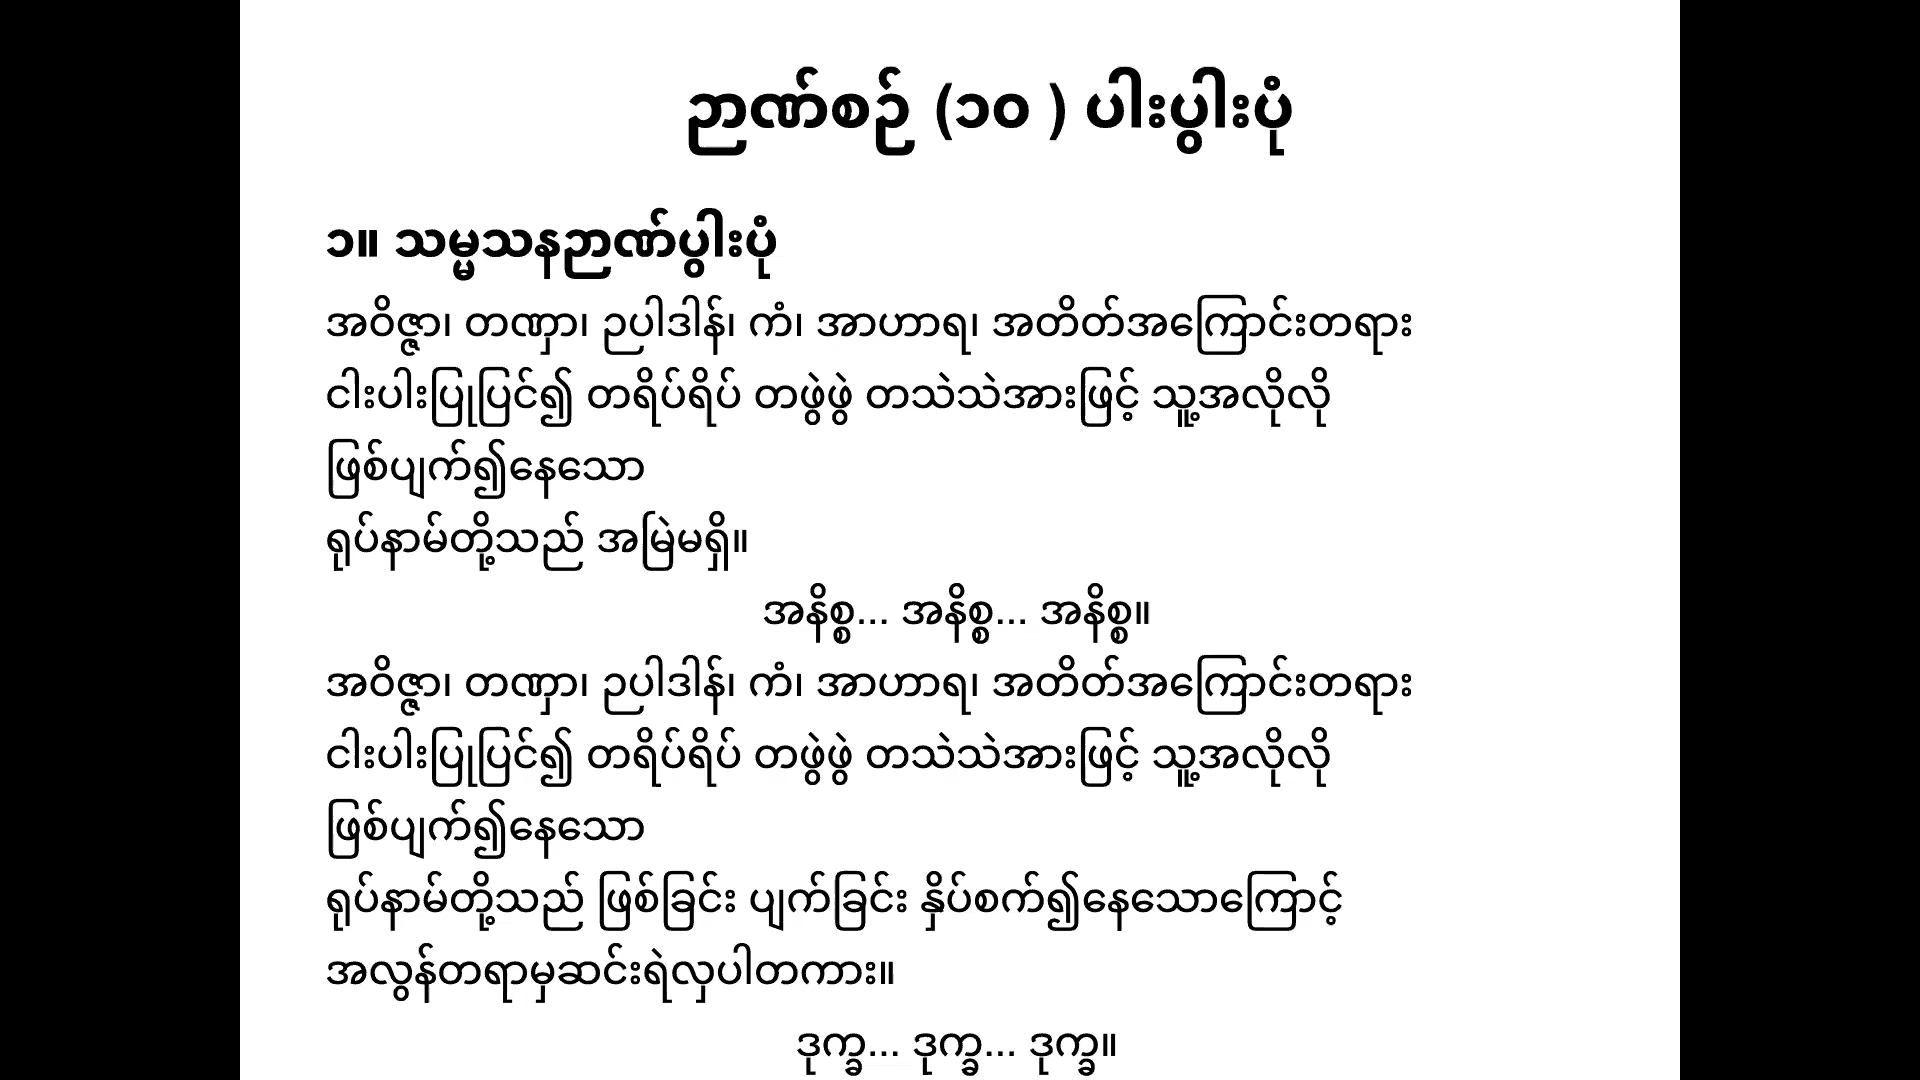 ဉာဏ်စဉ် (၁၀ ) ပါးပွါးပုံ
၁။ သမ္မသနဉာဏ်ပွါးပုံ
အဝိဇ္ဇာ၊ တဏှာ၊ ဥပါဒါန်၊ ကံ၊ အာဟာရ၊ အတိတ်အကြောင်းတရား
ငါးပါးပြုပြင်၍ တရိပ်ရိပ် တဖွဲဖွဲ တသဲသဲအားဖြင့် သူ့အလိုလို
ဖြစ်ပျက်၍နေသော
ရုပ်နာမ်တို့သည် အမြဲမရှိ။
အနိစ္စ... အနိစ္စ... အနိစ္စ။
အဝိဇ္ဇာ၊ တဏှာ၊ ဥပါဒါန်၊ ကံ၊ အာဟာရ၊ အတိတ်အကြောင်းတရား
ငါးပါးပြုပြင်၍ တရိပ်ရိပ် တဖွဲဖွဲ တသဲသဲအားဖြင့် သူ့အလိုလို
ဖြစ်ပျက်၍နေသော
ရုပ်နာမ်တို့သည် ဖြစ်ခြင်း ပျက်ခြင်း နှိပ်စက်၍နေသောကြောင့်
အလွန်တရာမှဆင်းရဲလှပါတကား။
ဒုက္ခ... ဒုက္ခ... ဒုက္ခ။